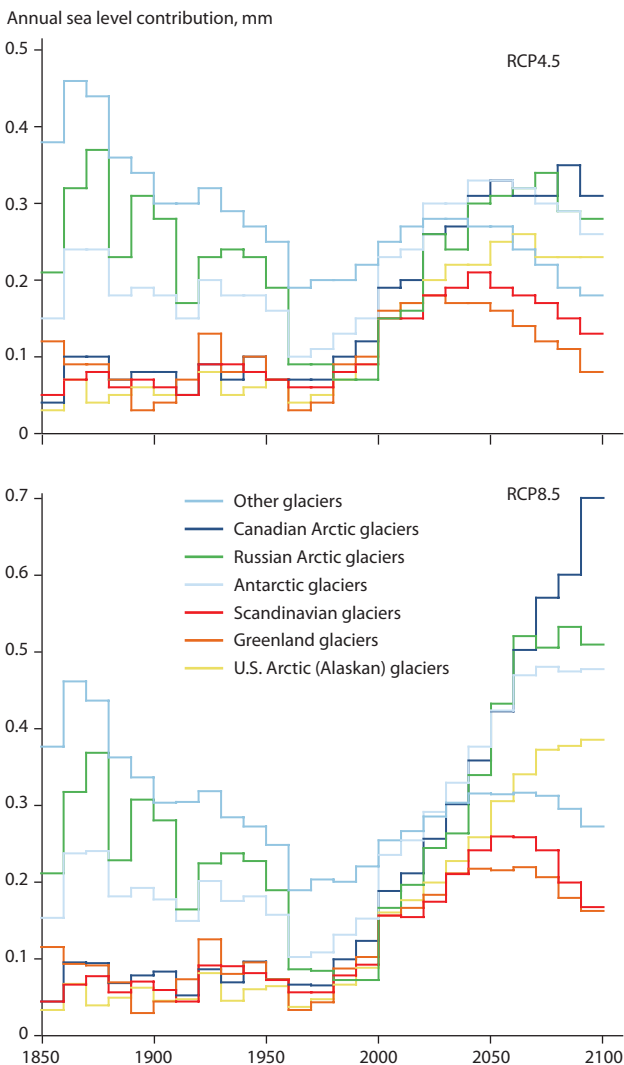 Annual sea level contribution, mm
0.5
RCP4.5
0.4
0.3
0.2
0.1
0
0.7
RCP8.5
Other glaciers
Canadian Arctic glaciers
0.6
Russian Arctic glaciers
Antarctic glaciers
Scandinavian glaciers
Greenland glaciers
0.5
U.S. Arctic (Alaskan) glaciers
0.4
0.3
0.2
0.1
0
1850 1900 1950 2000 2050 2100